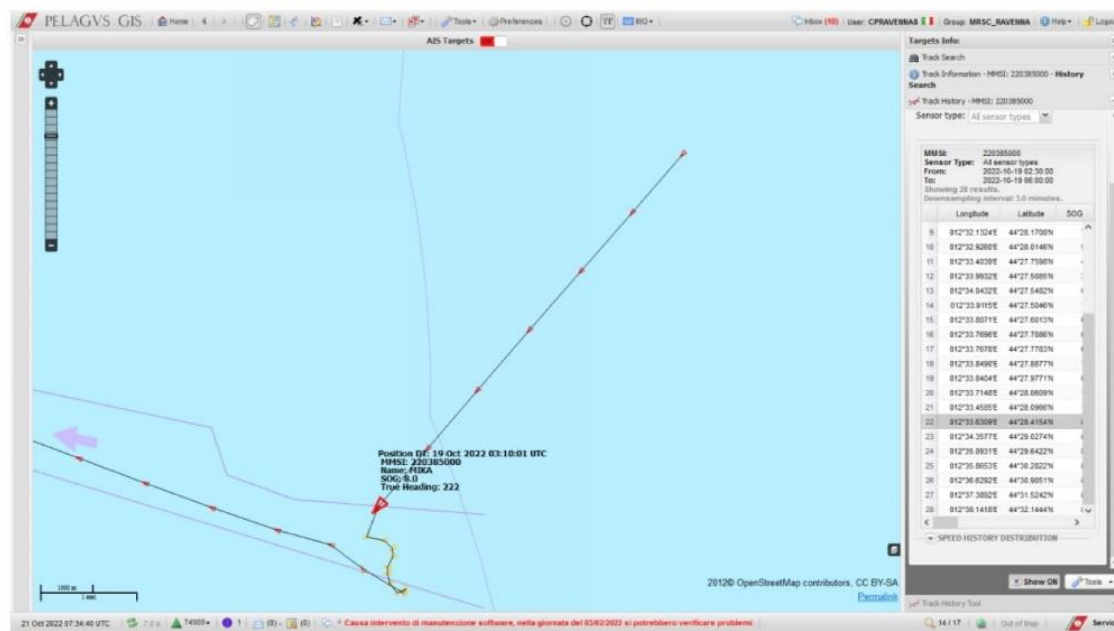 PELAGVS GIS Home Tools Preferences IMO Inbox (98) User: CPRAVENNA8 Group: MRSC_RAVENNA Help Logou
AIS Targets
Targets Info:
Track Search
Track Information - MMSI: 220385000 - History Search
Track History - MMSI: 220385000
Sensor type: All sensor types
MMSI: 220385000
Sensor Type: All sensor types
From: 2022-10-19 02:30:00
To: 2022-10-19 06:00:00
Showing 28 results.
Downsampling interval: 3.0 minutes.
Longitude Latitude SOG
9 012°32.1324'E 44°28.1708'N
10 012°32.9260'E 44°28.0146'N
11 012°33.4039'E 44°27.7598'N
12 012°33.9932'E 44°27.5085'N
13 012°34.0432'E 44°27.5482'N
14 012°33.9115'E 44°27.5046'N
15 012°33.8071'E 44°27.6013'N
16 012°33.7696'E 44°27.7086'N
17 012°33.7678'E 44°27.7783'N
18 012°33.8496'E 44°27.8877'N
19 012°33.8404'E 44°27.9771'N
20 012°33.7148'E 44°28.0609'N
21 012°33.4585'E 44°28.0966'N
22 012°33.6309'E 44°28.4154'N
23 012°34.3577'E 44°29.0274'N
24 012°35.0931'E 44°29.6422'N
25 012°35.8653'E 44°30.2822'N
26 012°36.6292'E 44°30.9051'N
27 012°37.3892'E 44°31.5242'N
28 012°38.1418'E 44°32.1444'N
SPEED HISTORY DISTRIBUTION
Show ON Tools
Track History Tool
Position DT: 19 Oct 2022 03:10:01 UTC
MMSI: 220385000
Name: MIKA
SOG: 8.0
True Heading: 222
1000 m
1 nmi
2012© OpenStreetMap contributors, CC BY-SA
Permalink
21 Oct 2022 07:34:40 UTC 74989 1 (0) - (0) Causa intervento di manutenzione software, nella giornata del 03/02/2022 si potrebbero verificare problemi. 14 / 17 Out of Map Servi